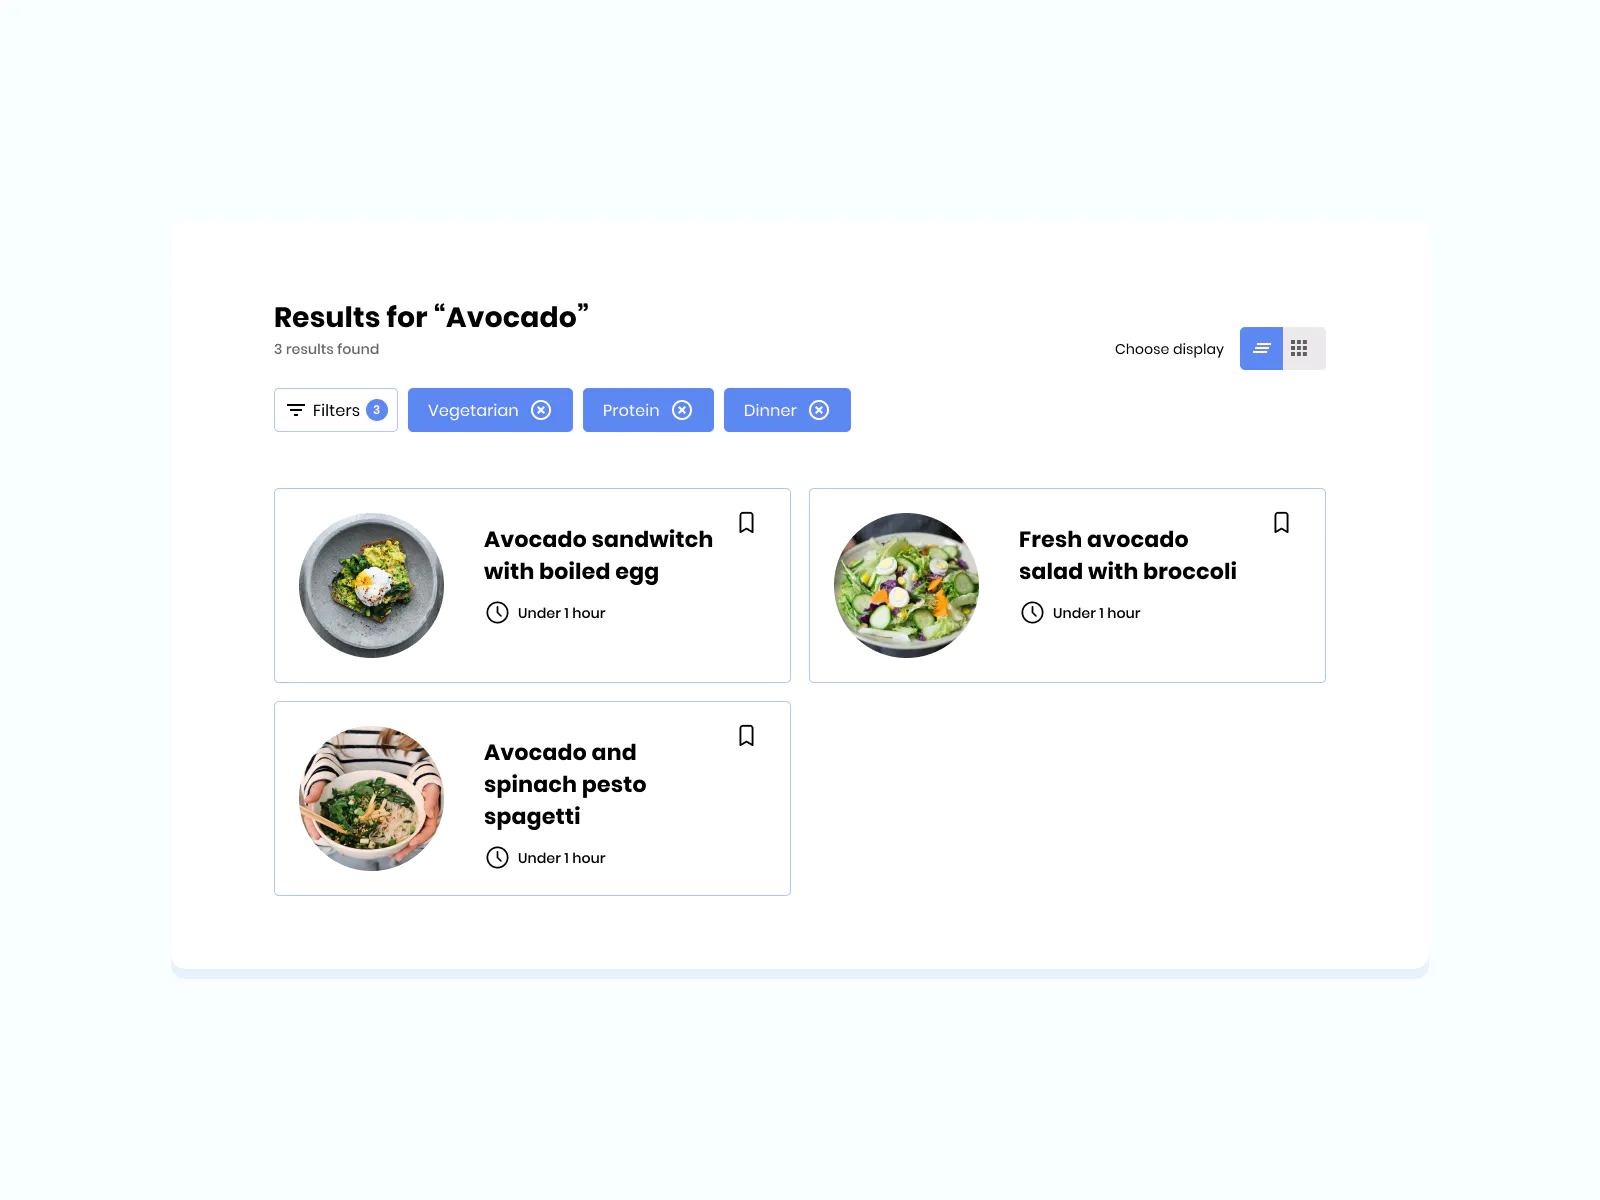 Results for “Avocado”
3 results found
Choose display
Filters 3
Vegetarian
Protein
Dinner
Avocado sandwitch
with boiled egg
Under 1 hour
Fresh avocado
salad with broccoli
Under 1 hour
Avocado and
spinach pesto
spagetti
Under 1 hour